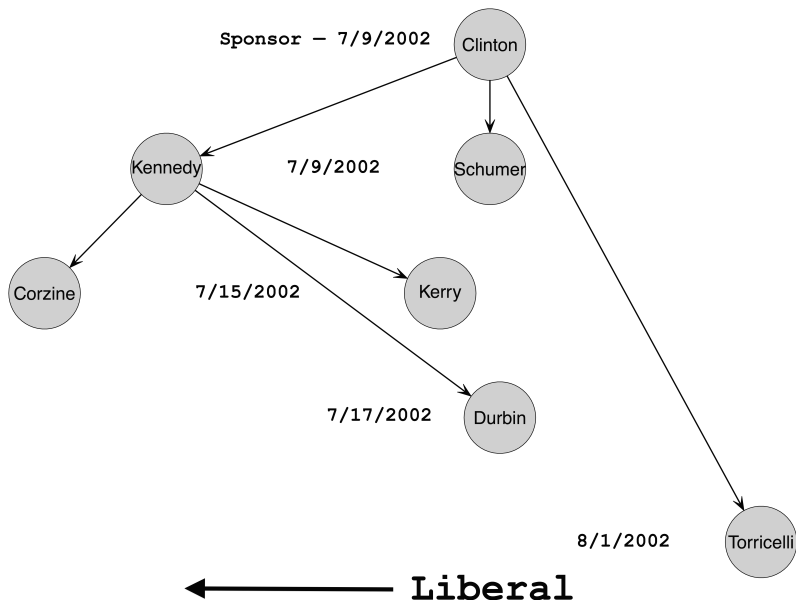 Sponsor — 7/9/2002
Clinton
Kennedy
7/9/2002
Schumer
Corzine
7/15/2002
Kerry
7/17/2002
Durbin
8/1/2002
Torricelli
Liberal